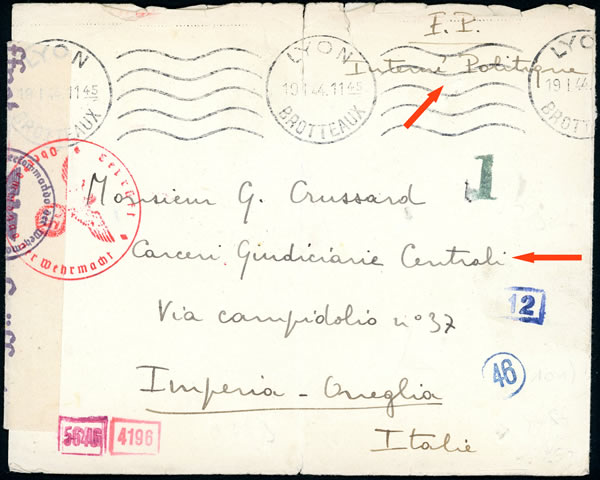 F.P.
Interné Politique
LYON
19 I 44. 11 45
BROTTEAUX
LYON
19 I 44. 11 45
BROTTEAUX
LYON
19 I 44
BROTTE
1
Monsieur G. Crussard
Carceri Giudiciarie Centrali
Via campidolio n° 37
Imperia - Oneglia
Italie
Wehrmacht
12
46
5646 4196